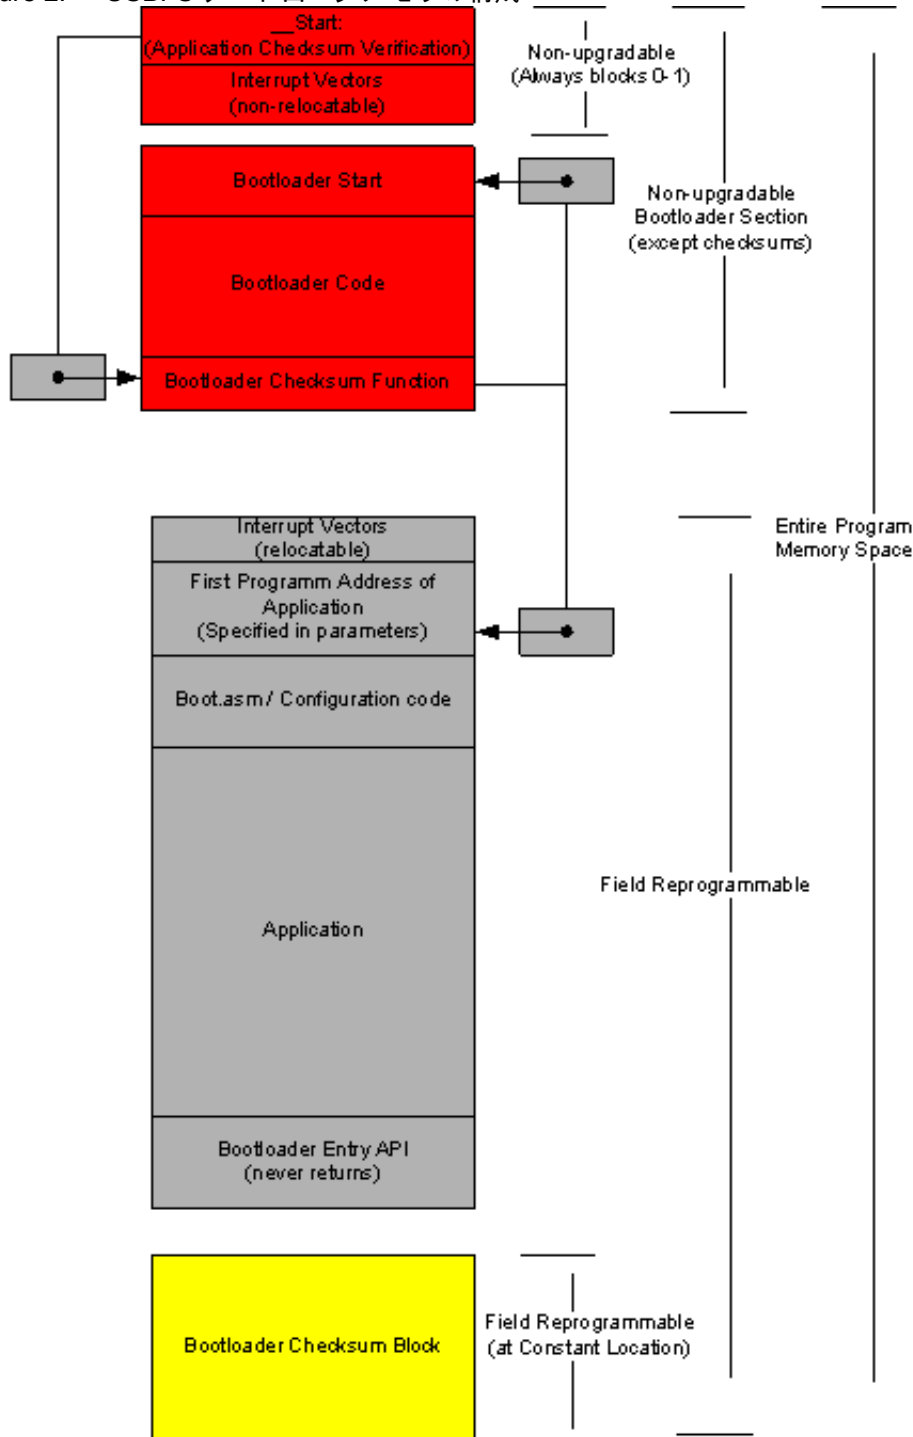 __Start:
(Application Checksum Verification)
Interrupt Vectors
(non-relocatable)
Non-upgradable
(Always blocks 0-1)
Bootloader Start
Non-upgradable
Bootloader Section
(except checksums)
Bootloader Code
Bootloader Checksum Function
Interrupt Vectors
(relocatable)
Entire Program
Memory Space
First Programm Address of
Application
(Specified in parameters)
Boot.asm / Configuration code
Field Reprogrammable
Application
Bootloader Entry API
(never returns)
Field Reprogrammable
(at Constant Location)
Bootloader Checksum Block